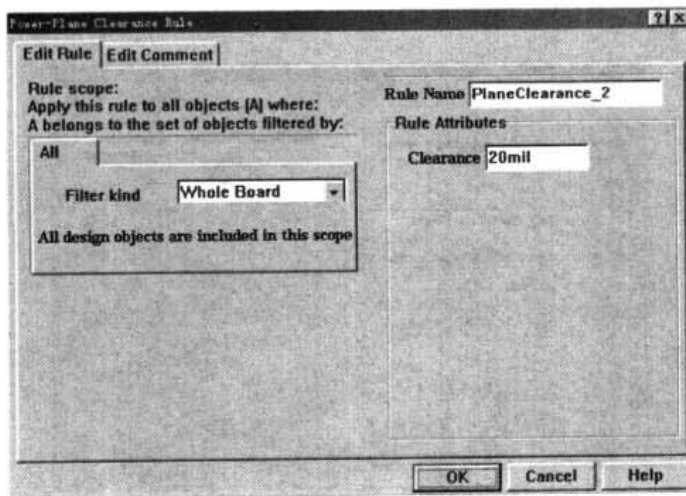 Power-Plane Clearance Rule
Edit Rule
Edit Comment
Rule scope:
Apply this rule to all objects (A) where:
A belongs to the set of objects filtered by:
All
Filter kind
Whole Board
All design objects are included in this scope
Rule Name
PlaneClearance_2
Rule Attributes
Clearance
20mil
OK
Cancel
Help